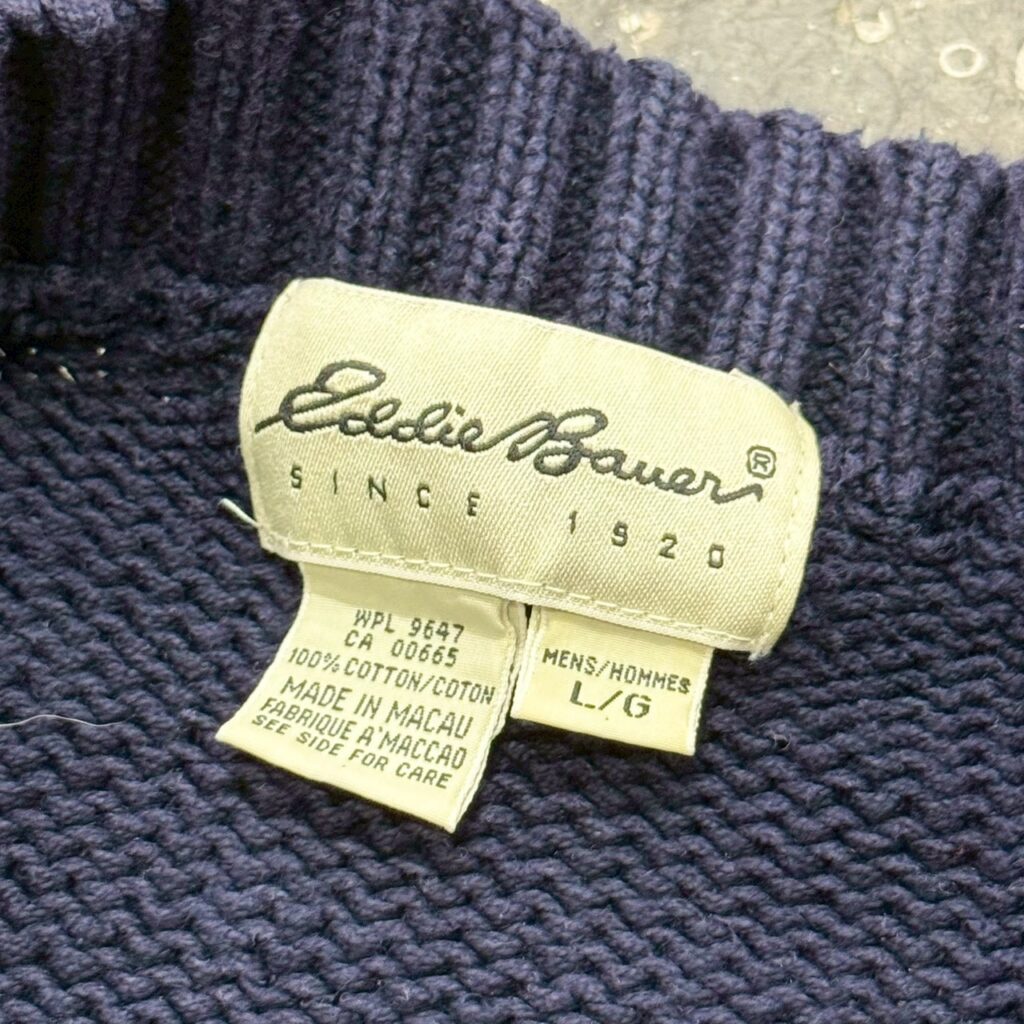 Eddie Bauer®
SINCE 1920
WPL 9647
CA 00665
100% COTTON/COTON
MADE IN MACAU
FABRIQUE A'MACCAO
SEE SIDE FOR CARE
MENS/HOMMES
L/G